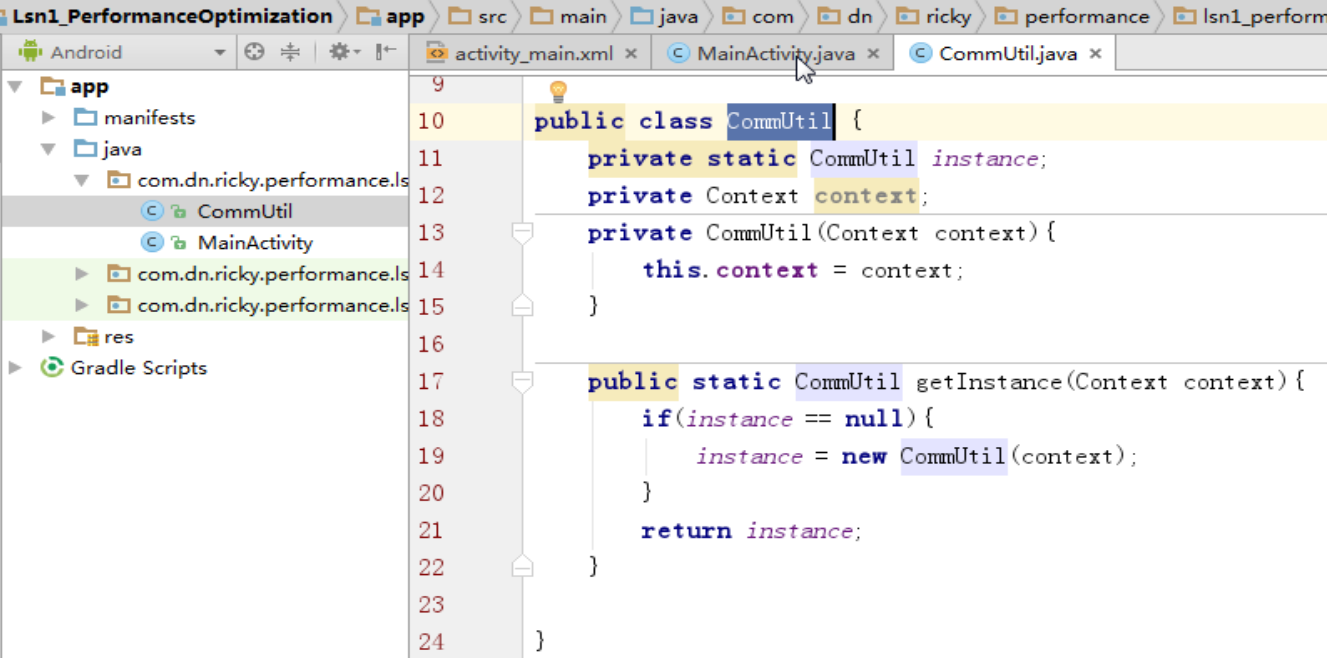 Lsn1_PerformanceOptimization app src main java com dn ricky performance lsn1_perform
Android
activity_main.xml MainActivity.java CommUtil.java
app
manifests
java
com.dn.ricky.performance.ls
CommUtil
MainActivity
com.dn.ricky.performance.ls
com.dn.ricky.performance.ls
res
Gradle Scripts
9
10 public class CommUtil {
11 private static CommUtil instance;
12 private Context context;
13 private CommUtil(Context context){
14 this.context = context;
15 }
16
17 public static CommUtil getInstance(Context context){
18 if(instance == null){
19 instance = new CommUtil(context);
20 }
21 return instance;
22 }
23
24 }